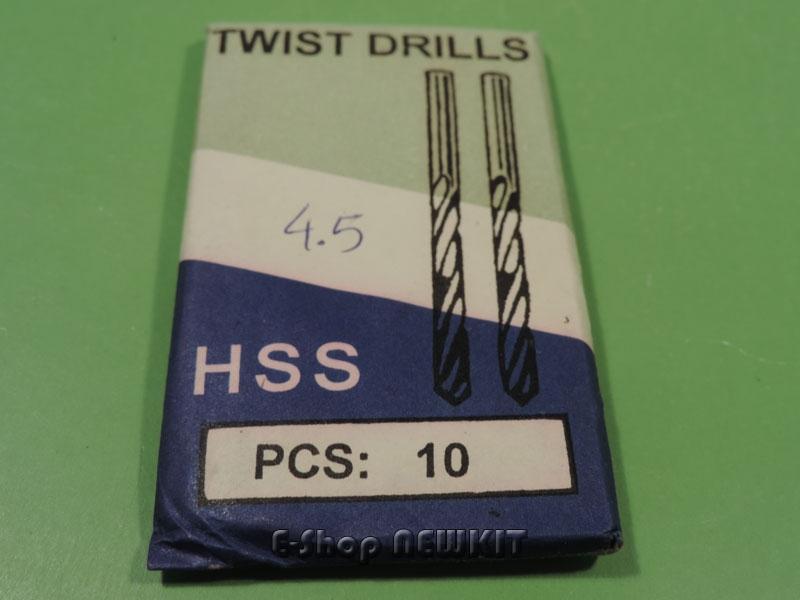 TWIST DRILLS
4.5
HSS
PCS: 10
E-Shop NEWKIT